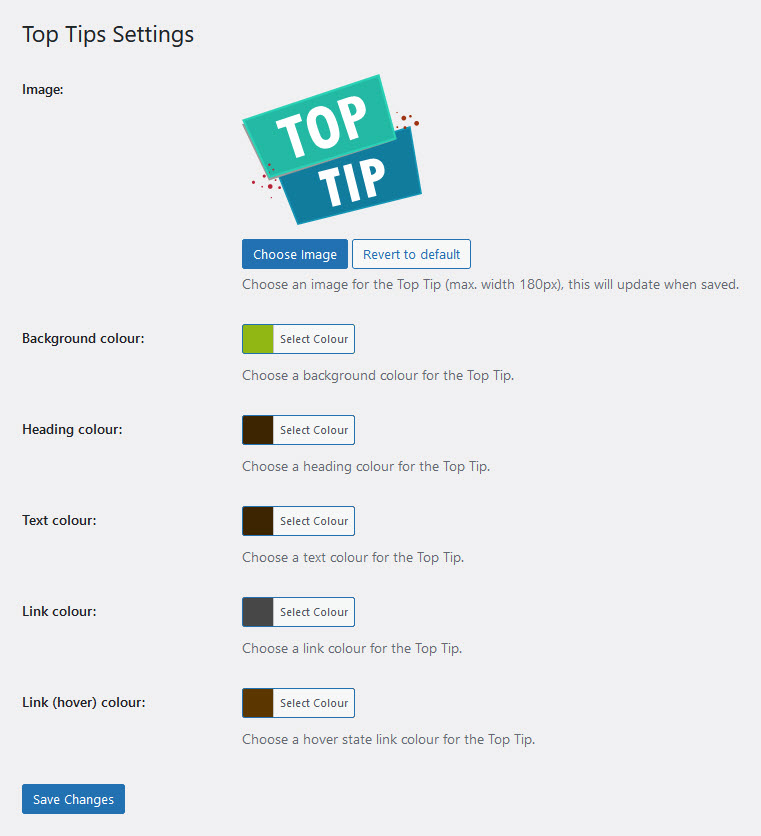 Top Tips Settings
Image:
TOP
TIP
Choose Image
Revert to default
Choose an image for the Top Tip (max. width 180px), this will update when saved.
Background colour:
Select Colour
Choose a background colour for the Top Tip.
Heading colour:
Select Colour
Choose a heading colour for the Top Tip.
Text colour:
Select Colour
Choose a text colour for the Top Tip.
Link colour:
Select Colour
Choose a link colour for the Top Tip.
Link (hover) colour:
Select Colour
Choose a hover state link colour for the Top Tip.
Save Changes